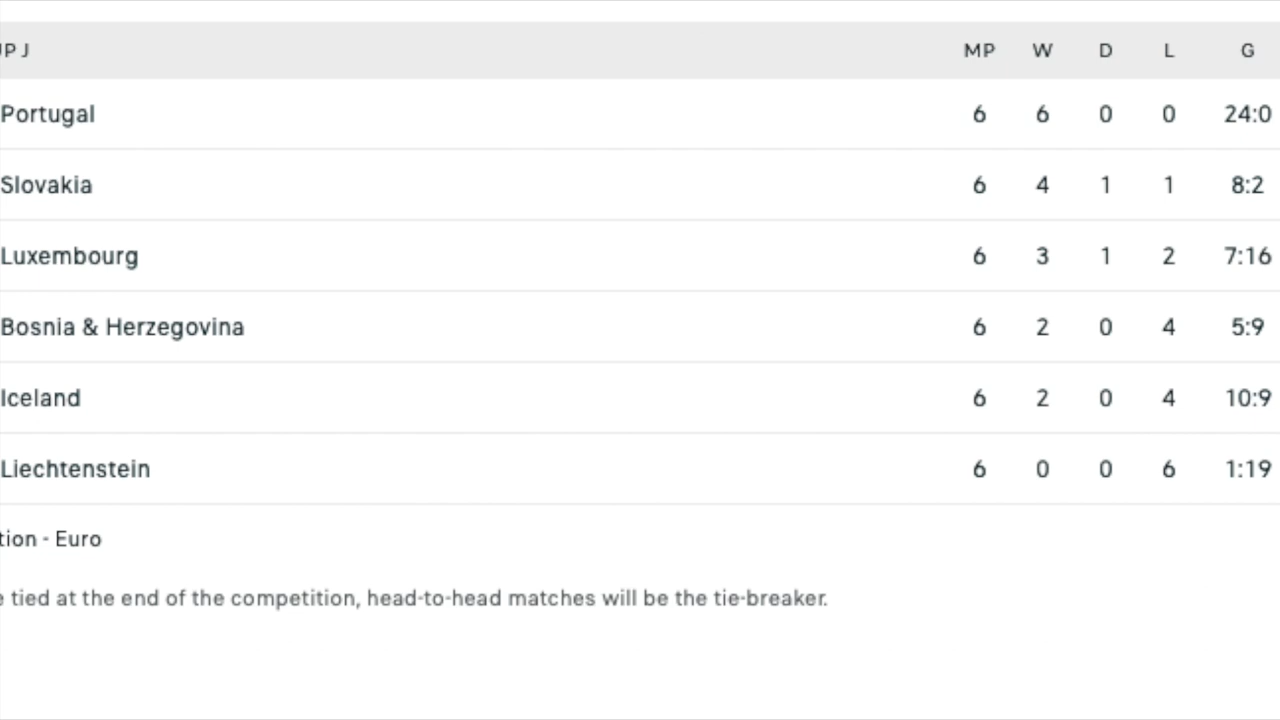 UP J MP W D L G
Portugal 6 6 0 0 24:0
Slovakia 6 4 1 1 8:2
Luxembourg 6 3 1 2 7:16
Bosnia & Herzegovina 6 2 0 4 5:9
Iceland 6 2 0 4 10:9
Liechtenstein 6 0 0 6 1:19
tion - Euro
e tied at the end of the competition, head-to-head matches will be the tie-breaker.